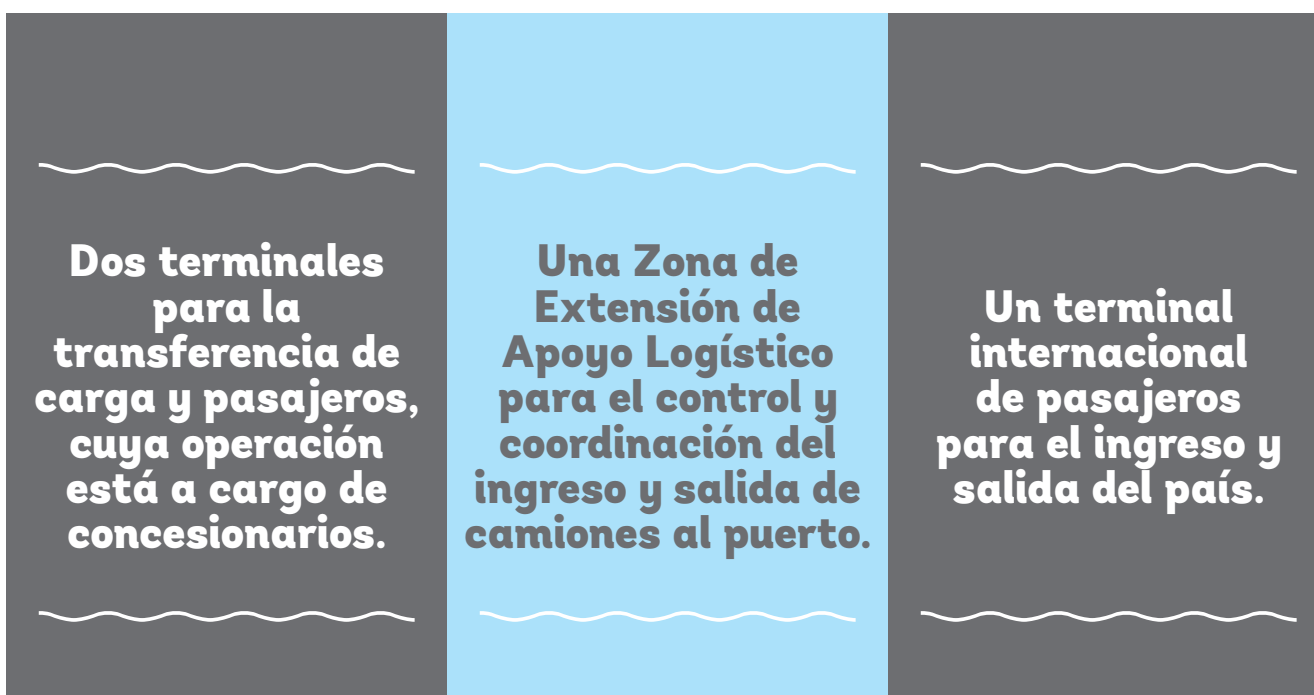 Dos terminales
para la
transferencia de
carga y pasajeros,
cuya operación
está a cargo de
concesionarios.
Una Zona de
Extensión de
Apoyo Logístico
para el control y
coordinación del
ingreso y salida de
camiones al puerto.
Un terminal
internacional
de pasajeros
para el ingreso y
salida del país.